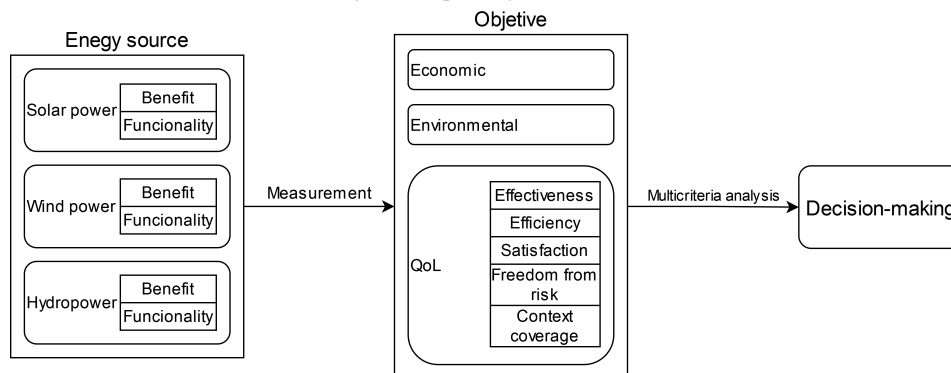 Enegy source
Solar power
Benefit
Funcionality
Wind power
Benefit
Funcionality
Hydropower
Benefit
Funcionality
Measurement
Objetive
Economic
Environmental
QoL
Effectiveness
Efficiency
Satisfaction
Freedom from
risk
Context
coverage
Multicriteria analysis
Decision-making